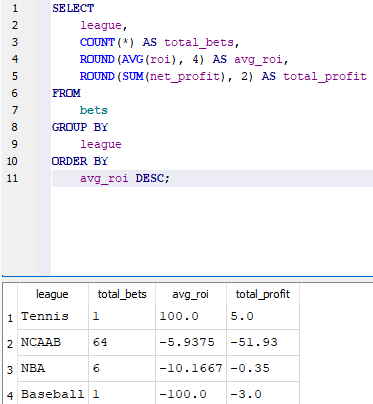 1 SELECT
2 league,
3 COUNT(*) AS total_bets,
4 ROUND(AVG(roi), 4) AS avg_roi,
5 ROUND(SUM(net_profit), 2) AS total_profit
6 FROM
7 bets
8 GROUP BY
9 league
10 ORDER BY
11 avg_roi DESC;
league total_bets avg_roi total_profit
1 Tennis 1 100.0 5.0
2 NCAAB 64 -5.9375 -51.93
3 NBA 6 -10.1667 -0.35
4 Baseball 1 -100.0 -3.0